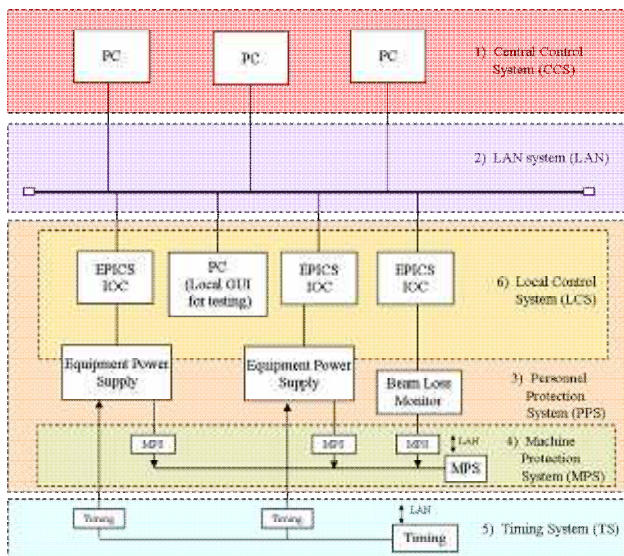 PC
PC
PC
1) Central Control
System (CCS)
2) LAN system (LAN)
EPICS
IOC
PC
(Local GUI
for testing)
EPICS
IOC
EPICS
IOC
6) Local Control
System (LCS)
Equipment Power
Supply
Equipment Power
Supply
Beam Loss
Monitor
3) Personnel
Protection
System (PPS)
MPS
MPS
MPS
LAN
MPS
4) Machine
Protection
System (MPS)
Timing
Timing
LAN
Timing
5) Timing System (TS)